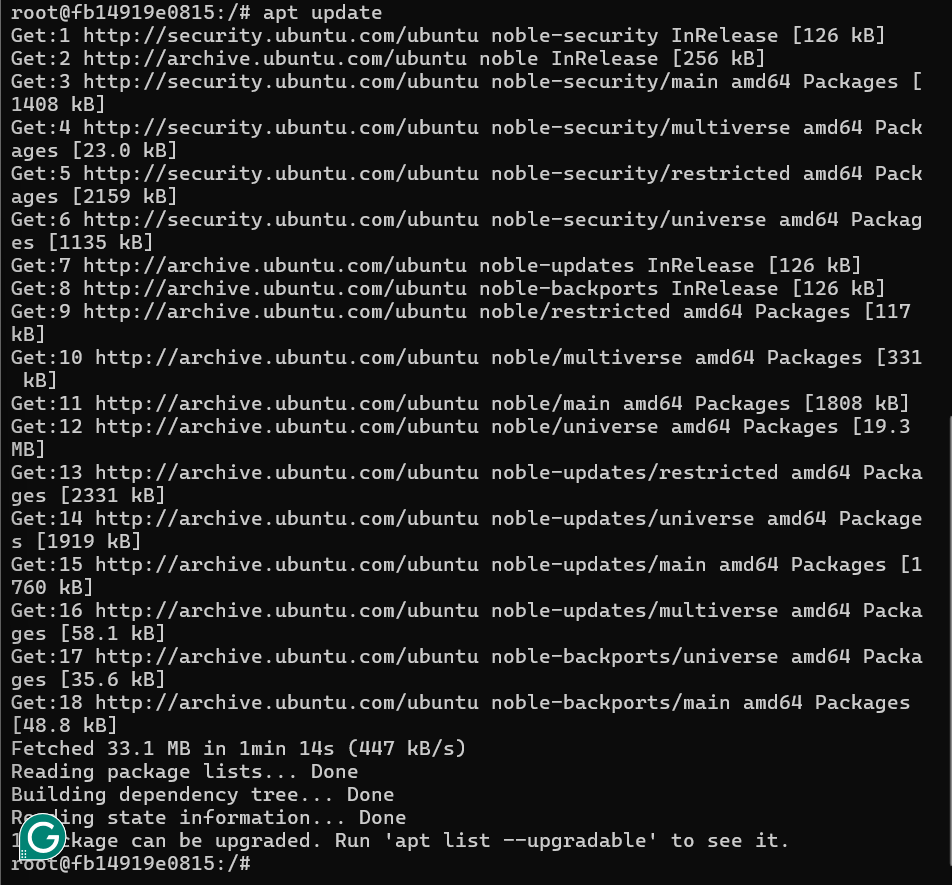 root@fb14919e0815:/# apt update
Get:1 http://security.ubuntu.com/ubuntu noble-security InRelease [126 kB]
Get:2 http://archive.ubuntu.com/ubuntu noble InRelease [256 kB]
Get:3 http://security.ubuntu.com/ubuntu noble-security/main amd64 Packages [
1408 kB]
Get:4 http://security.ubuntu.com/ubuntu noble-security/multiverse amd64 Pack
ages [23.0 kB]
Get:5 http://security.ubuntu.com/ubuntu noble-security/restricted amd64 Pack
ages [2159 kB]
Get:6 http://security.ubuntu.com/ubuntu noble-security/universe amd64 Packag
es [1135 kB]
Get:7 http://archive.ubuntu.com/ubuntu noble-updates InRelease [126 kB]
Get:8 http://archive.ubuntu.com/ubuntu noble-backports InRelease [126 kB]
Get:9 http://archive.ubuntu.com/ubuntu noble/restricted amd64 Packages [117
kB]
Get:10 http://archive.ubuntu.com/ubuntu noble/multiverse amd64 Packages [331
 kB]
Get:11 http://archive.ubuntu.com/ubuntu noble/main amd64 Packages [1808 kB]
Get:12 http://archive.ubuntu.com/ubuntu noble/universe amd64 Packages [19.3
MB]
Get:13 http://archive.ubuntu.com/ubuntu noble-updates/restricted amd64 Packa
ges [2331 kB]
Get:14 http://archive.ubuntu.com/ubuntu noble-updates/universe amd64 Package
s [1919 kB]
Get:15 http://archive.ubuntu.com/ubuntu noble-updates/main amd64 Packages [1
760 kB]
Get:16 http://archive.ubuntu.com/ubuntu noble-updates/multiverse amd64 Packa
ges [58.1 kB]
Get:17 http://archive.ubuntu.com/ubuntu noble-backports/universe amd64 Packa
ges [35.6 kB]
Get:18 http://archive.ubuntu.com/ubuntu noble-backports/main amd64 Packages
[48.8 kB]
Fetched 33.1 MB in 1min 14s (447 kB/s)
Reading package lists... Done
Building dependency tree... Done
Reading state information... Done
1 package can be upgraded. Run 'apt list --upgradable' to see it.
root@fb14919e0815:/#